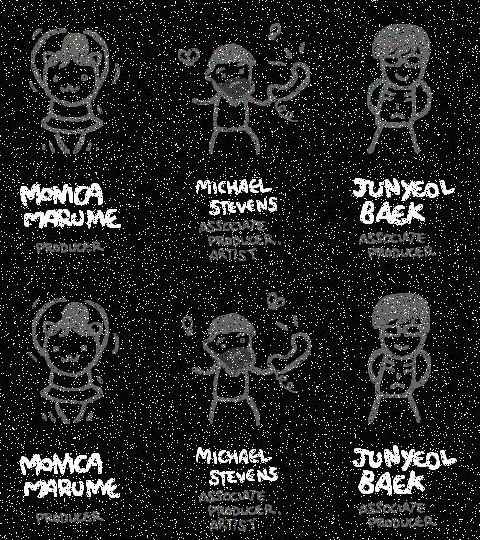 MONICA MICHAEL JUNYEOL
MARUME STEVENS BAEK
PRODUCER ASSOCIATE ASSOCIATE
PRODUCER, PRODUCER
ARTIST
MONICA MICHAEL JUNYEOL
MARUME STEVENS BAEK
PRODUCER ASSOCIATE ASSOCIATE
PRODUCER, PRODUCER
ARTIST